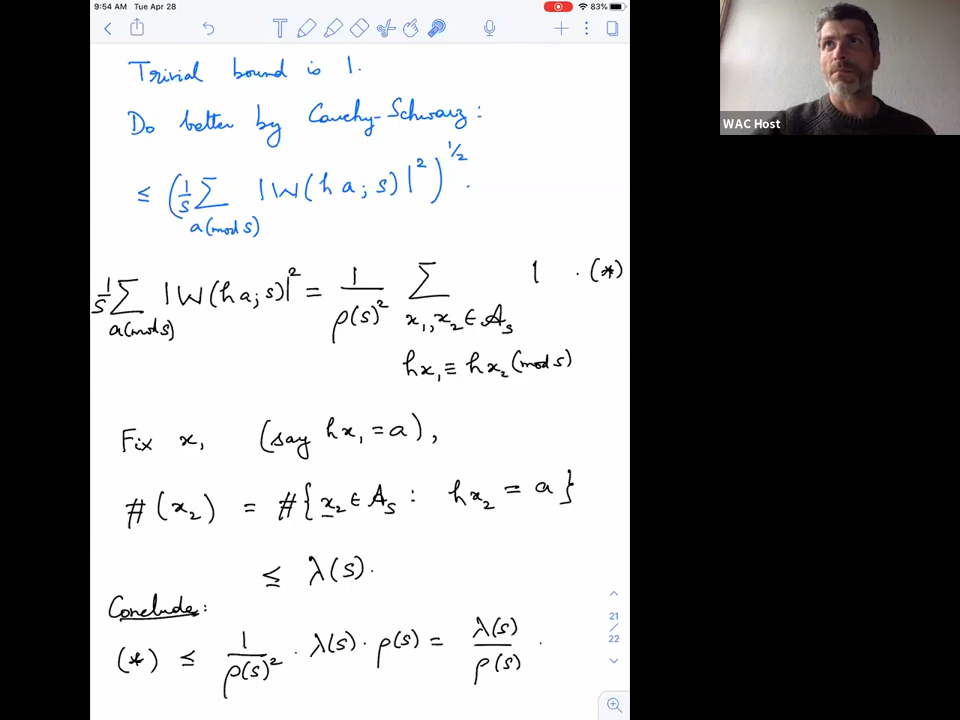 9:54 AM Tue Apr 28
83%
Trivial bound is 1.
Do better by Cauchy-Schwarz:
≤ (1/s ∑_{a(mod s)} |W(ha;s)|²)^{1/2}.
1/s ∑_{a(mod s)} |W(ha;s)|² = 1/ρ(s)² ∑_{x₁,x₂∈𝒜_s, hx₁≡hx₂(mod s)} 1 . (*)
Fix x₁ (say hx₁=a),
#(x₂) = #{x₂∈𝒜_s : hx₂ = a}
≤ λ(s).
Conclude:
(*) ≤ 1/ρ(s)² · λ(s) · ρ(s) = λ(s)/ρ(s) .
21
/
22
WAC Host